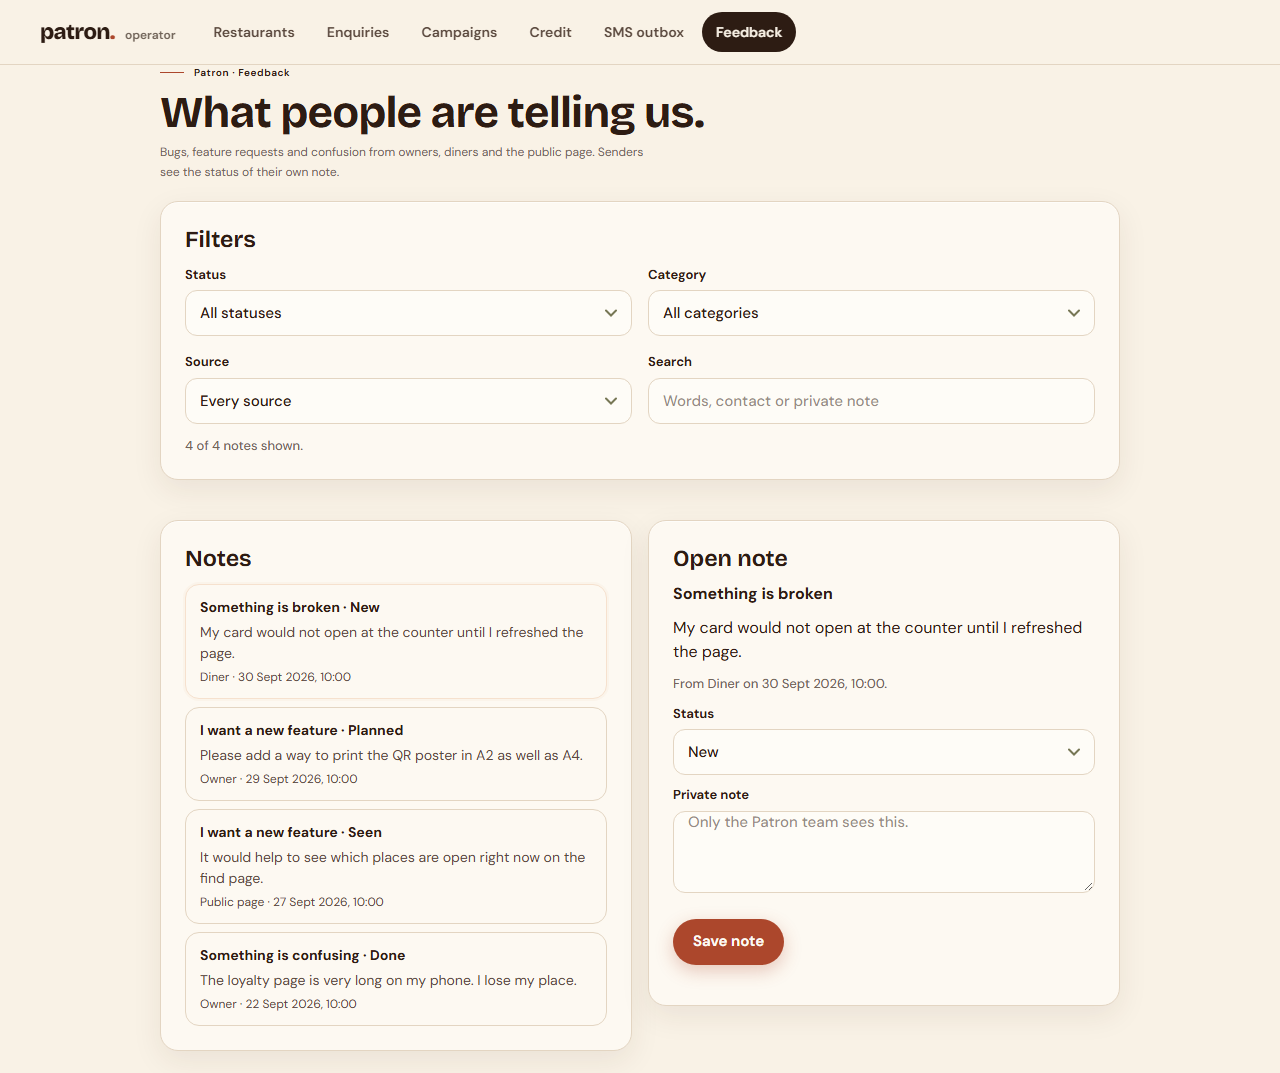 patron. operator Restaurants Enquiries Campaigns Credit SMS outbox Feedback
Patron · Feedback
What people are telling us.
Bugs, feature requests and confusion from owners, diners and the public page. Senders
see the status of their own note.
Filters
Status
All statuses
Category
All categories
Source
Every source
Search
Words, contact or private note
4 of 4 notes shown.
Notes
Something is broken · New
My card would not open at the counter until I refreshed the
page.
Diner · 30 Sept 2026, 10:00
I want a new feature · Planned
Please add a way to print the QR poster in A2 as well as A4.
Owner · 29 Sept 2026, 10:00
I want a new feature · Seen
It would help to see which places are open right now on the
find page.
Public page · 27 Sept 2026, 10:00
Something is confusing · Done
The loyalty page is very long on my phone. I lose my place.
Owner · 22 Sept 2026, 10:00
Open note
Something is broken
My card would not open at the counter until I refreshed
the page.
From Diner on 30 Sept 2026, 10:00.
Status
New
Private note
Only the Patron team sees this.
Save note